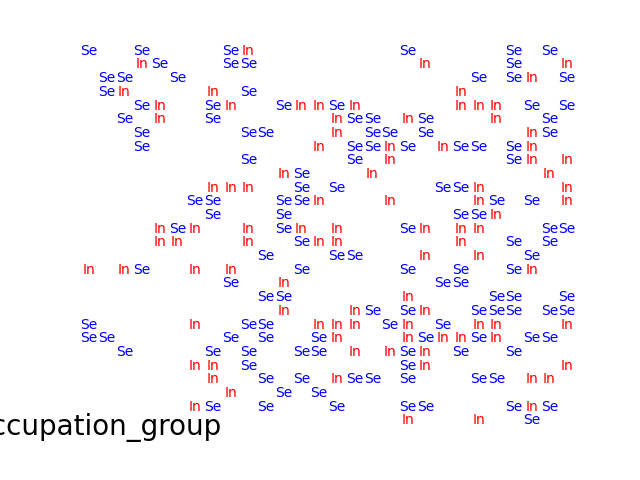 Se Se Se In Se Se Se
In Se Se Se In Se In
Se Se Se Se Se In Se
Se In In Se In
Se In Se In Se In In Se In In In In Se Se
Se In Se In Se Se In Se In Se
Se Se Se In Se Se Se In Se
Se In Se Se In Se In Se Se Se In
Se Se In Se In In
In Se In In
In In In Se Se Se Se In In
Se Se Se Se In In In Se Se In
Se Se Se Se In
In Se In In Se In In Se In In In Se Se
In In In Se In In In Se Se
Se Se Se In In Se
In In Se In In Se Se Se Se In
Se In Se Se
Se Se In Se Se Se
In In Se Se In Se Se Se Se Se
Se In Se Se In In In Se In Se In In In
Se Se Se Se Se In In Se In In Se In Se Se
Se Se Se Se Se In In Se In Se Se
In In Se Se In In
In Se Se In Se Se Se Se Se In In
In Se Se
In Se Se Se Se Se Se In Se
ccupation_group
In In Se